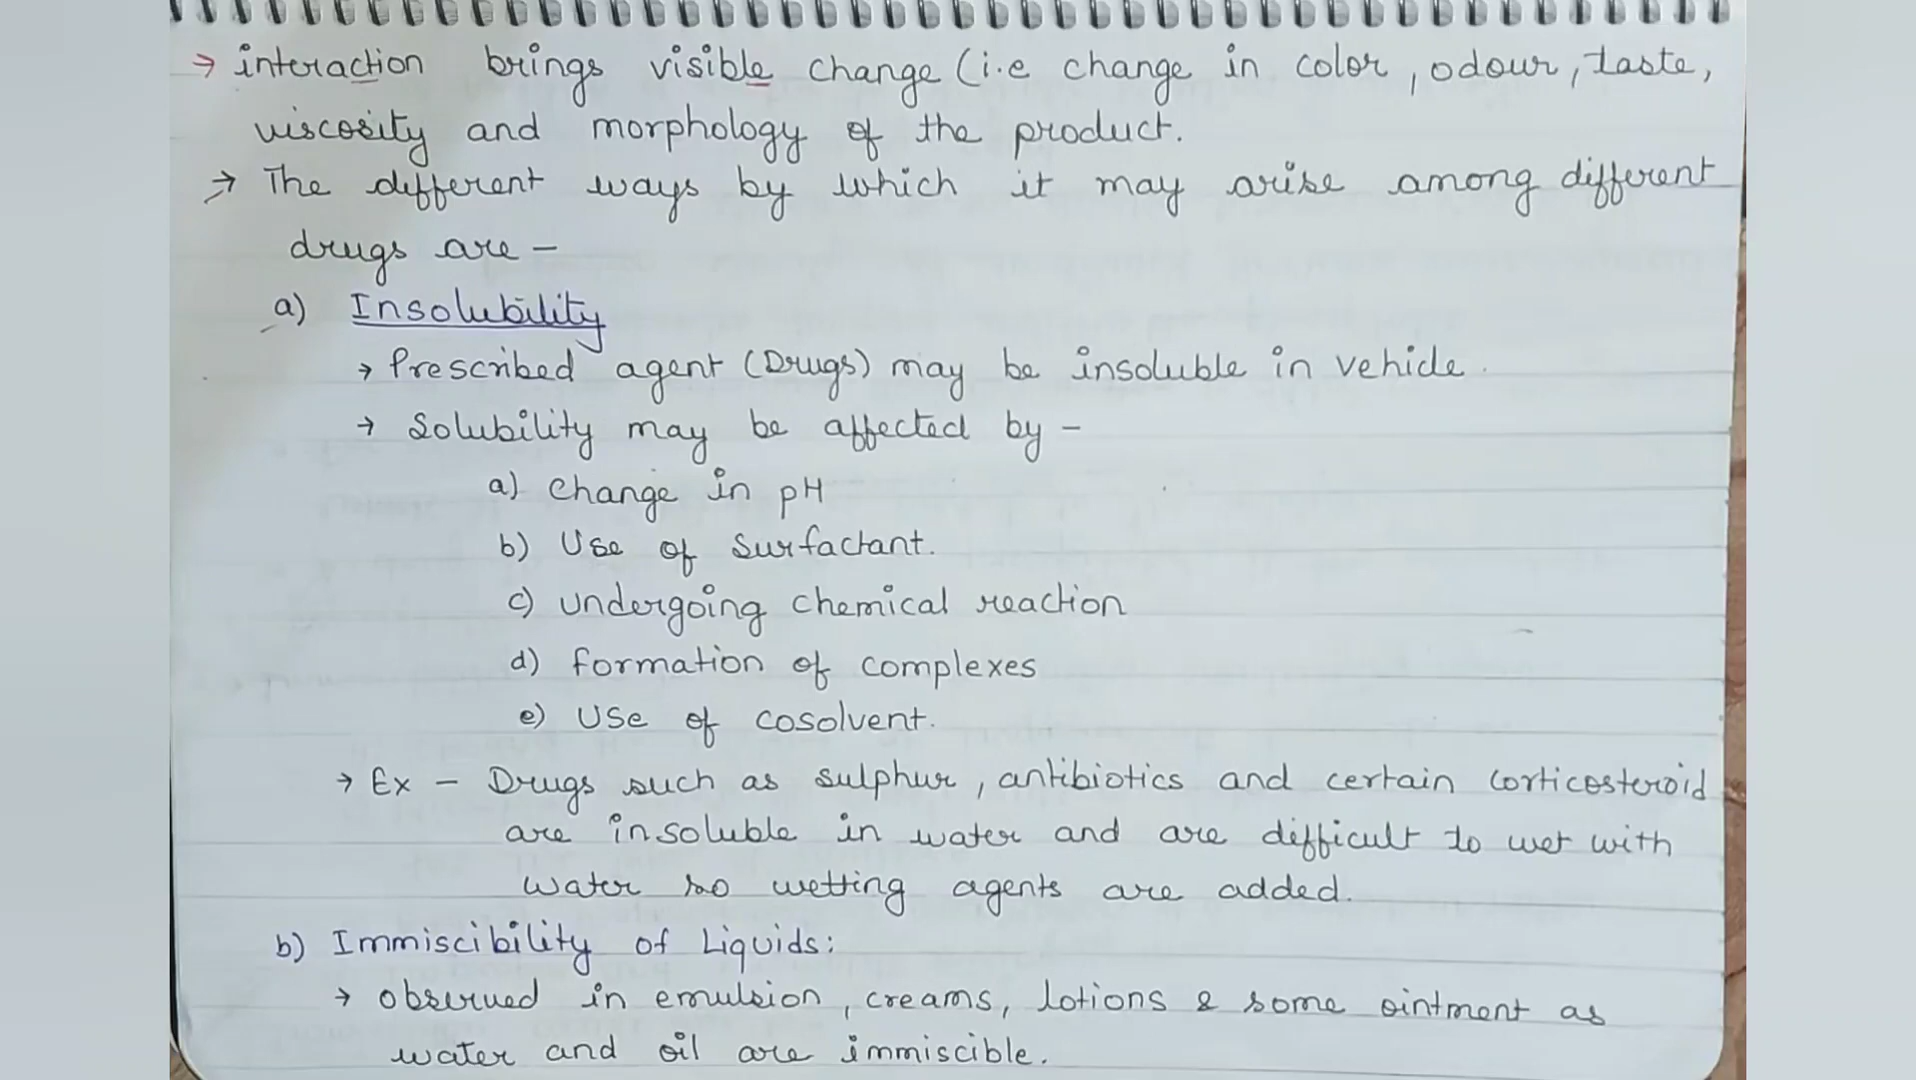 → interaction brings visible change (i.e change in color, odour, taste,
viscosity and morphology of the product.
→ The different ways by which it may arise among different
drugs are –
a) Insolubility
→ Prescribed agent (Drugs) may be insoluble in vehicle.
→ Solubility may be affected by –
a) change in pH
b) Use of surfactant.
c) undergoing chemical reaction
d) formation of complexes
e) Use of cosolvent.
→ Ex – Drugs such as sulphur, antibiotics and certain corticosteroid
are insoluble in water and are difficult to wet with
water so wetting agents are added.
b) Immiscibility of Liquids:
→ observed in emulsion, creams, lotions & some ointment as
water and oil are immiscible.